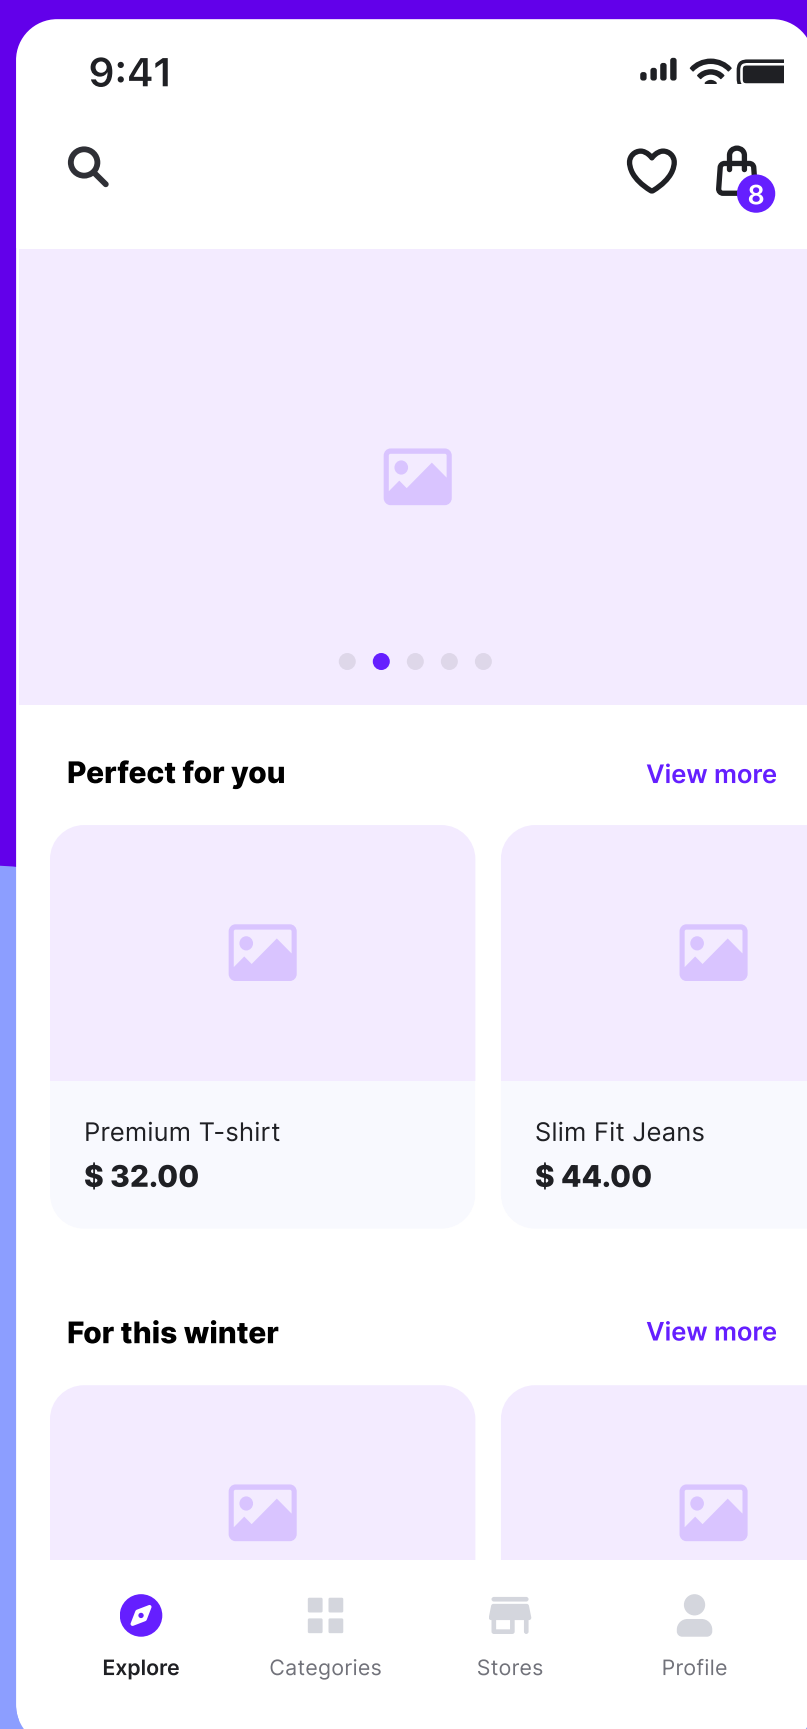 9:41
8
Perfect for you
View more
Premium T-shirt
$ 32.00
Slim Fit Jeans
$ 44.00
For this winter
View more
Explore
Categories
Stores
Profile